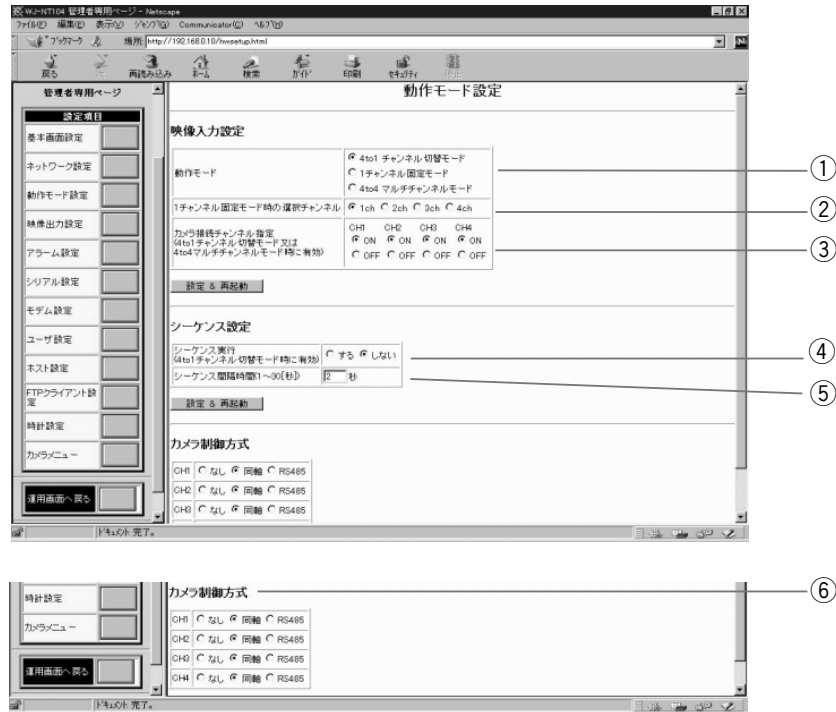 WJ-NT104 管理者専用ページ - Netscape
ファイル(F) 編集(E) 表示(V) ジャンプ(G) Communicator(C) ヘルプ(H)
ブックマーク 場所: http://192.168.0.10/hwsetup.html
戻る 次 再読み込み ホーム 検索 ガイド 印刷 セキュリティ 停止
管理者専用ページ
設定項目
基本画面設定
ネットワーク設定
動作モード設定
映像出力設定
アラーム設定
シリアル設定
モデム設定
ユーザ設定
ホスト設定
FTPクライアント設定
時計設定
カメラメニュー
運用画面へ戻る
動作モード設定
映像入力設定
動作モード
4to1 チャンネル切替モード
1チャンネル固定モード
4to4 マルチチャンネルモード
①
1チャンネル固定モード時の選択チャンネル 1ch 2ch 3ch 4ch
②
カメラ接続チャンネル指定
(4to1チャンネル切替モード又は
4to4マルチチャンネルモード時に有効)
CH1 CH2 CH3 CH4
ON ON ON ON
OFF OFF OFF OFF
③
設定 & 再起動
シーケンス設定
シーケンス実行
(4to1チャンネル切替モード時に有効) する しない
④
シーケンス間隔時間(1～30[秒]) 2 秒
⑤
設定 & 再起動
カメラ制御方式
CH1 なし 同軸 RS485
CH2 なし 同軸 RS485
CH3 なし 同軸 RS485
ドキュメント: 完了。
時計設定
カメラメニュー
運用画面へ戻る
カメラ制御方式
⑥
CH1 なし 同軸 RS485
CH2 なし 同軸 RS485
CH3 なし 同軸 RS485
CH4 なし 同軸 RS485
ドキュメント: 完了。